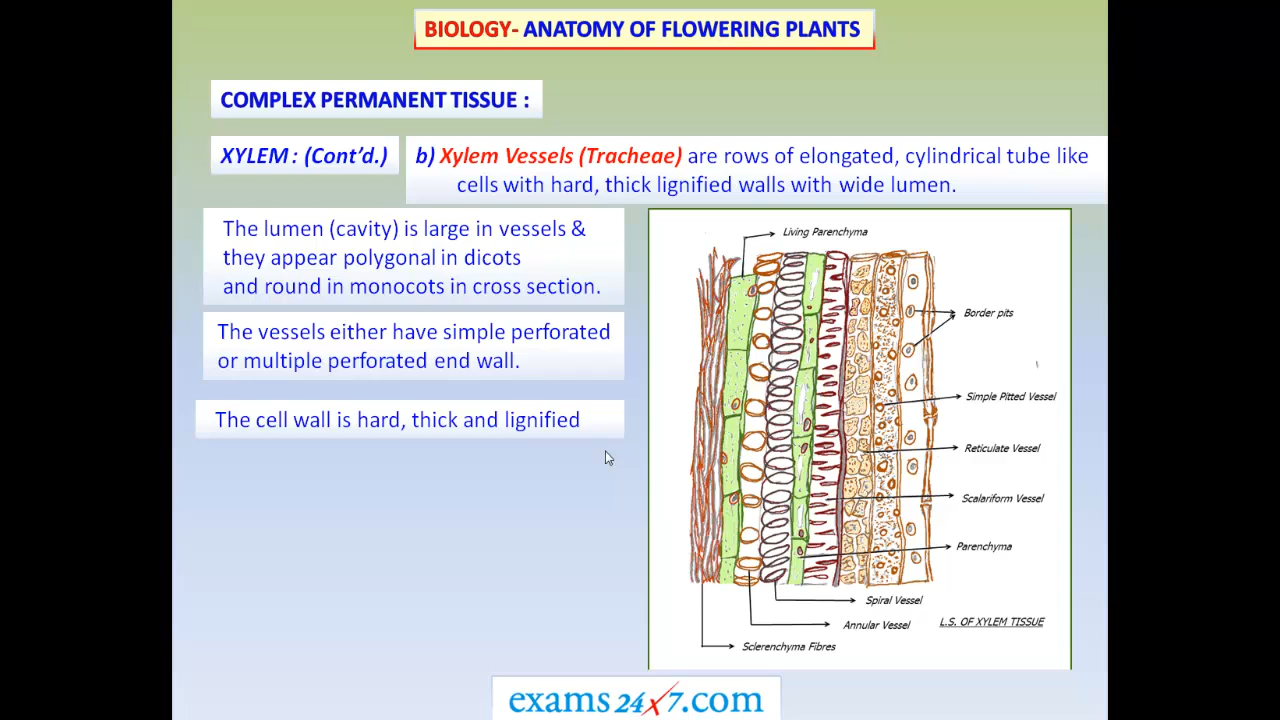 BIOLOGY- ANATOMY OF FLOWERING PLANTS
COMPLEX PERMANENT TISSUE :
XYLEM : (Cont'd.)
b) Xylem Vessels (Tracheae) are rows of elongated, cylindrical tube like
cells with hard, thick lignified walls with wide lumen.
The lumen (cavity) is large in vessels &
they appear polygonal in dicots
and round in monocots in cross section.
The vessels either have simple perforated
or multiple perforated end wall.
The cell wall is hard, thick and lignified
Living Parenchyma
Border pits
Simple Pitted Vessel
Reticulate Vessel
Scalariform Vessel
Parenchyma
Spiral Vessel
Annular Vessel
L.S. OF XYLEM TISSUE
Sclerenchyma Fibres
exams24x7.com